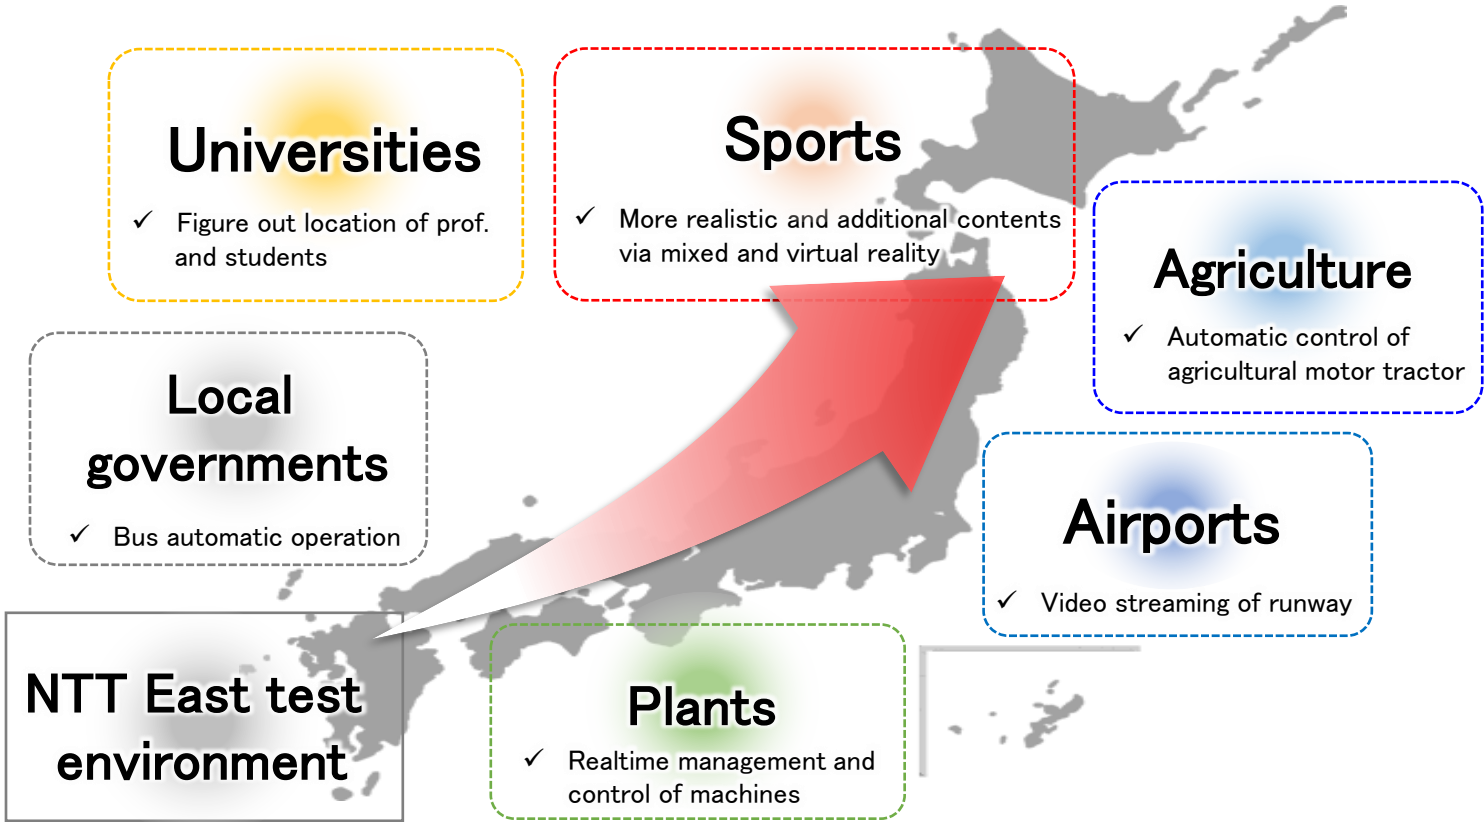 Universities
✓ Figure out location of prof.
and students
Sports
✓ More realistic and additional contents
via mixed and virtual reality
Agriculture
✓ Automatic control of
agricultural motor tractor
Local
governments
✓ Bus automatic operation
Airports
✓ Video streaming of runway
NTT East test
environment
Plants
✓ Realtime management and
control of machines